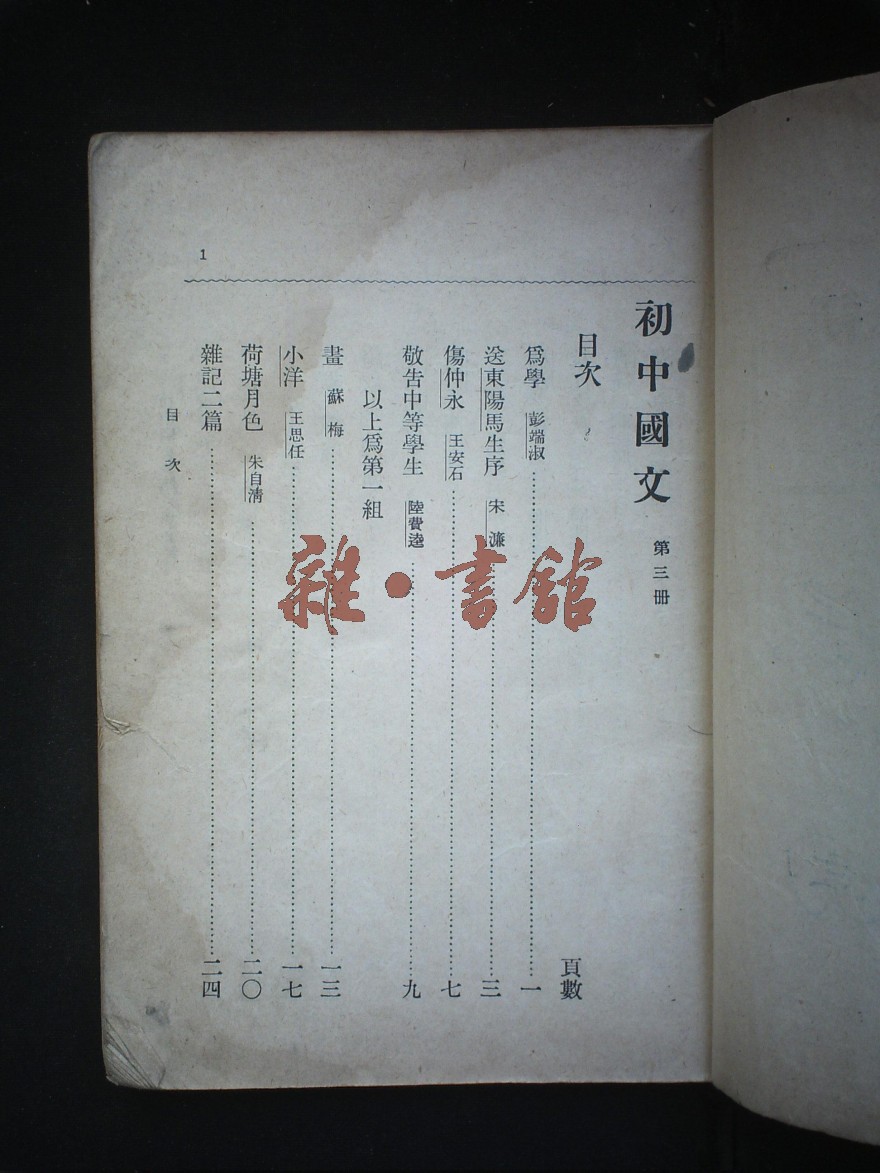 初中國文 第三冊
目次 頁數
爲學 彭端淑 一
送東陽馬生序 宋濂 三
傷仲永 王安石 七
敬告中等學生 陸費逵 九
以上爲第一組
畫 蘇梅 一三
小洋 王思任 一七
荷塘月色 朱自清 二〇
雜記二篇 二四
目次
1
雜·書館